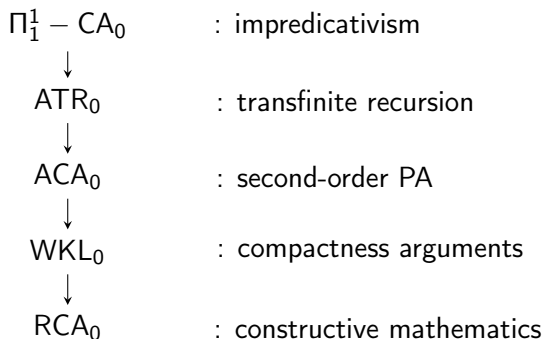 Π¹₁ − CA₀ : impredicativism
ATR₀ : transfinite recursion
ACA₀ : second-order PA
WKL₀ : compactness arguments
RCA₀ : constructive mathematics